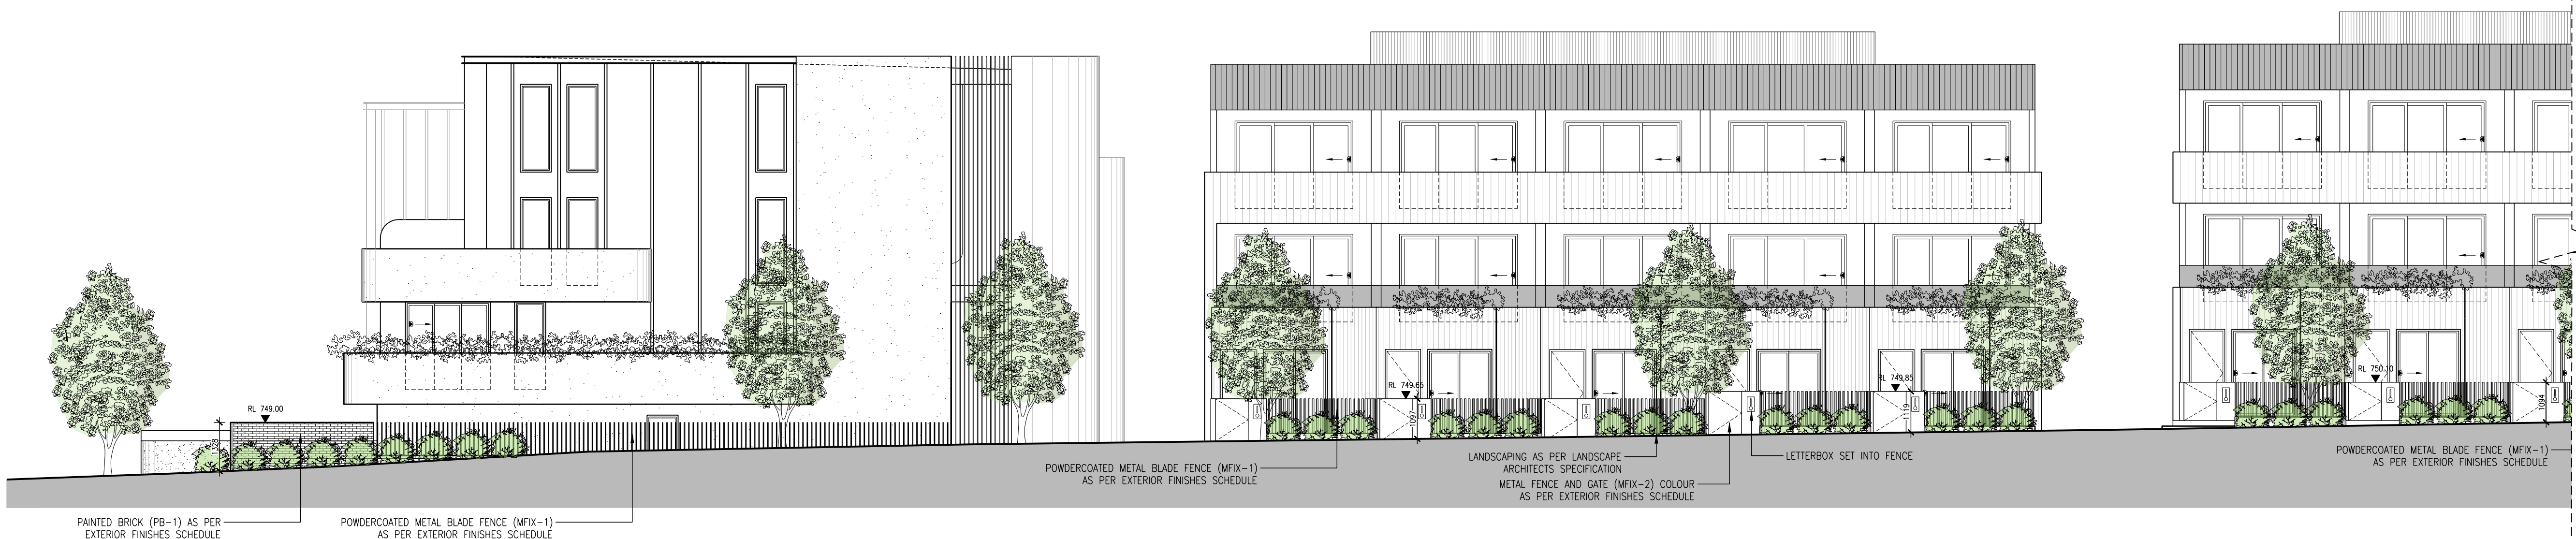 RL 749.00
1328
PAINTED BRICK (PB-1) AS PER
EXTERIOR FINISHES SCHEDULE
POWDERCOATED METAL BLADE FENCE (MFIX-1)
AS PER EXTERIOR FINISHES SCHEDULE
RL 749.65
1097
POWDERCOATED METAL BLADE FENCE (MFIX-1)
AS PER EXTERIOR FINISHES SCHEDULE
LANDSCAPING AS PER LANDSCAPE
ARCHITECTS SPECIFICATION
METAL FENCE AND GATE (MFIX-2) COLOUR
AS PER EXTERIOR FINISHES SCHEDULE
LETTERBOX SET INTO FENCE
RL 749.85
1119
RL 750.10
1094
POWDERCOATED METAL BLADE FENCE (MFIX-1)
AS PER EXTERIOR FINISHES SCHEDULE